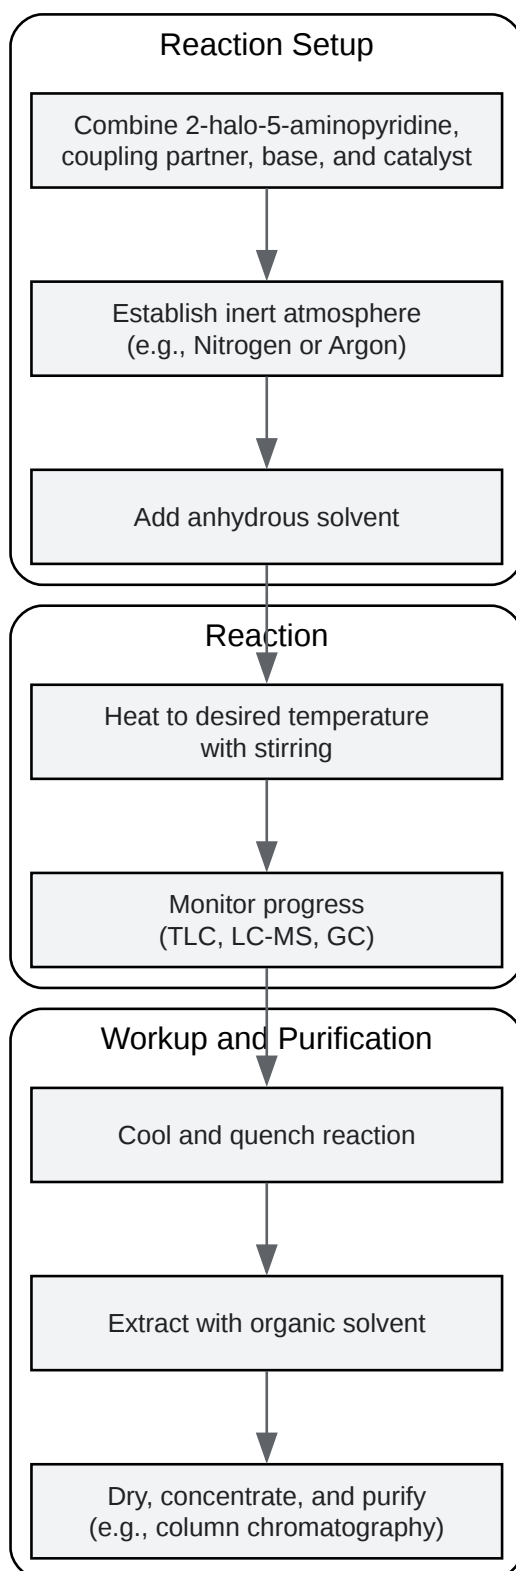 Reaction Setup
Combine 2-halo-5-aminopyridine,
coupling partner, base, and catalyst
Establish inert atmosphere
(e.g., Nitrogen or Argon)
Add anhydrous solvent
Reaction
Heat to desired temperature
with stirring
Monitor progress
(TLC, LC-MS, GC)
Workup and Purification
Cool and quench reaction
Extract with organic solvent
Dry, concentrate, and purify
(e.g., column chromatography)